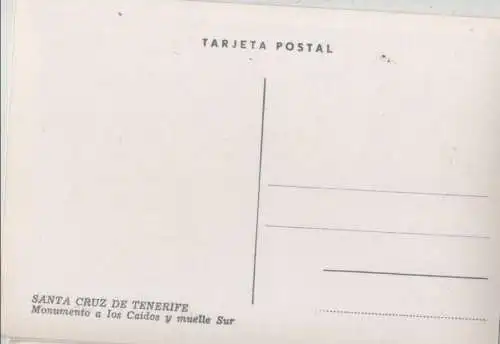 TARJETA POSTAL
SANTA CRUZ DE TENERIFE
Monumento a los Caidos y muelle Sur